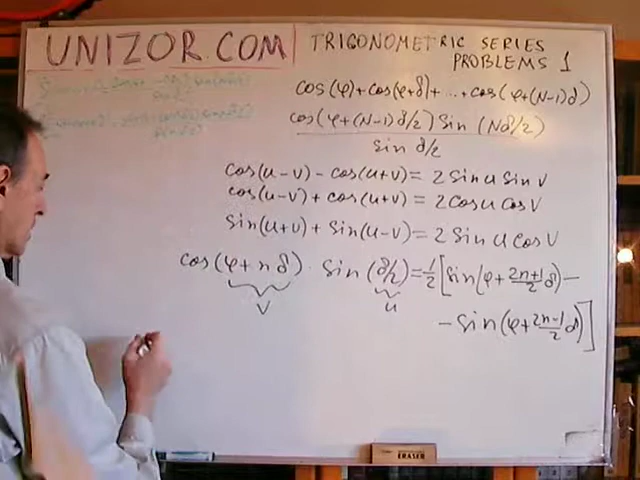 UNIZOR.COM
TRIGONOMETRIC SERIES
PROBLEMS 1
cos(φ)+cos(φ+δ)+...+cos(φ+(N-1)δ)
cos(φ+(N-1)δ/2)sin(Nδ/2)
sin δ/2
cos(u-v) - cos(u+v) = 2 sin u sin v
cos(u-v) + cos(u+v) = 2 cos u cos v
sin(u+v) + sin(u-v) = 2 sin u cos v
cos(φ+nδ) · sin(δ/2) = 1/2[sin(φ+2n+1/2 δ) -
v u
- sin(φ+2n-1/2 δ)]
ERASER